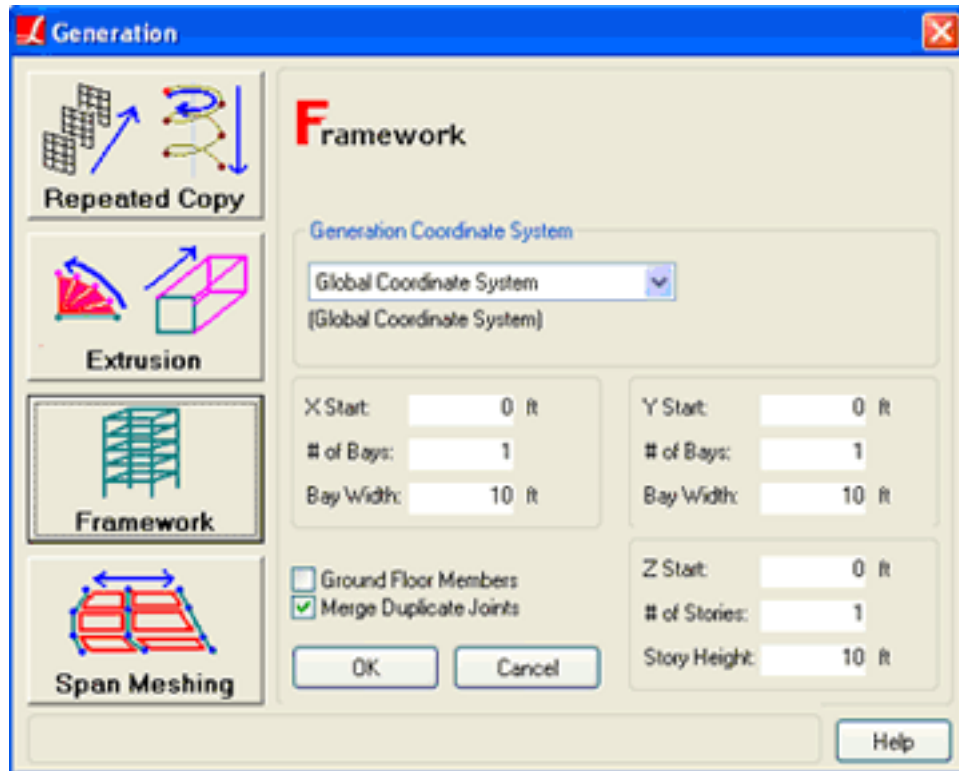 Generation
Repeated Copy
Extrusion
Framework
Span Meshing
Framework
Generation Coordinate System
Global Coordinate System
(Global Coordinate System)
X Start: 0 ft
# of Bays: 1
Bay Width: 10 ft
Y Start: 0 ft
# of Bays: 1
Bay Width: 10 ft
Ground Floor Members
Merge Duplicate Joints
Z Start: 0 ft
# of Stories: 1
Story Height: 10 ft
OK
Cancel
Help